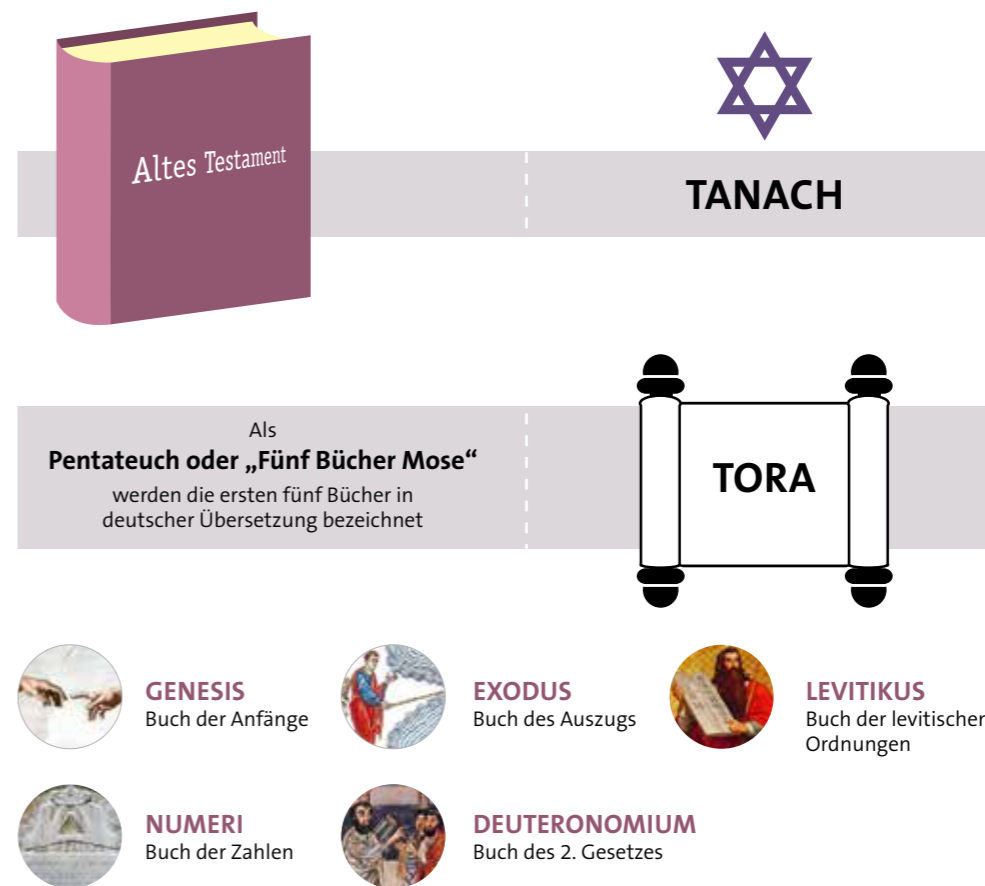 Altes Testament
TANACH
Als
Pentateuch oder „Fünf Bücher Mose“
werden die ersten fünf Bücher in
deutscher Übersetzung bezeichnet
TORA
GENESIS
Buch der Anfänge
EXODUS
Buch des Auszugs
LEVITIKUS
Buch der levitischen
Ordnungen
NUMERI
Buch der Zahlen
DEUTERONOMIUM
Buch des 2. Gesetzes